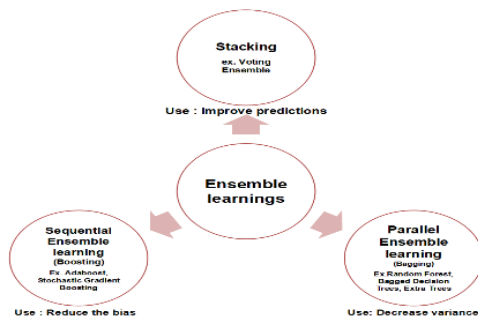 Stacking
ex. Voting
Ensemble
Use : Improve predictions
Ensemble
learnings
Sequential
Ensemble
learning
(Boosting)
Ex. Adaboost,
Stochastic Gradient
Boosting
Use : Reduce the bias
Parallel
Ensemble
learning
(Bagging)
Ex.Random Forest,
Bagged Decision
Trees, Extra Trees
Use: Decrease variance